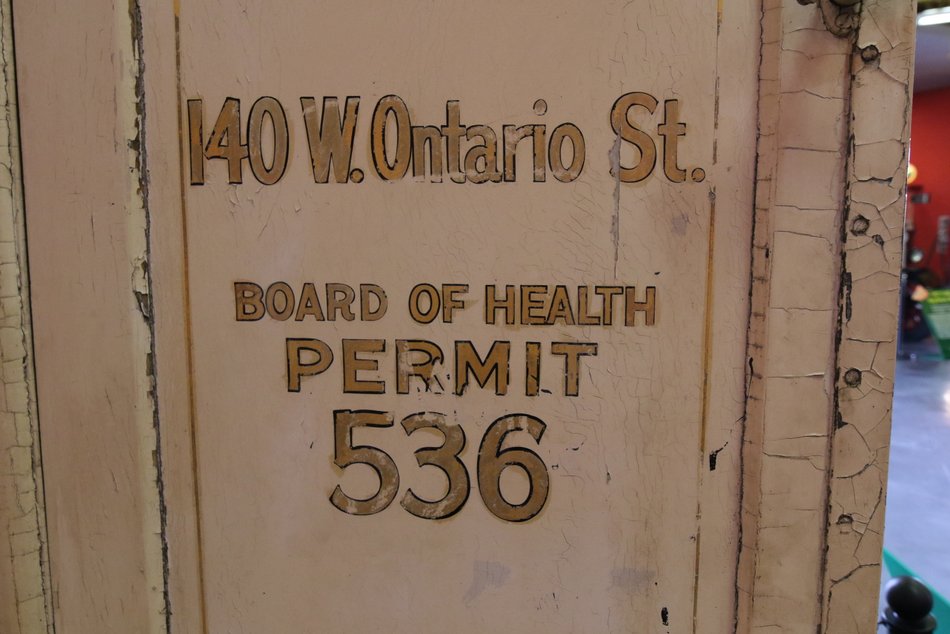 140 W. Ontario St.
BOARD OF HEALTH
PERMIT
536